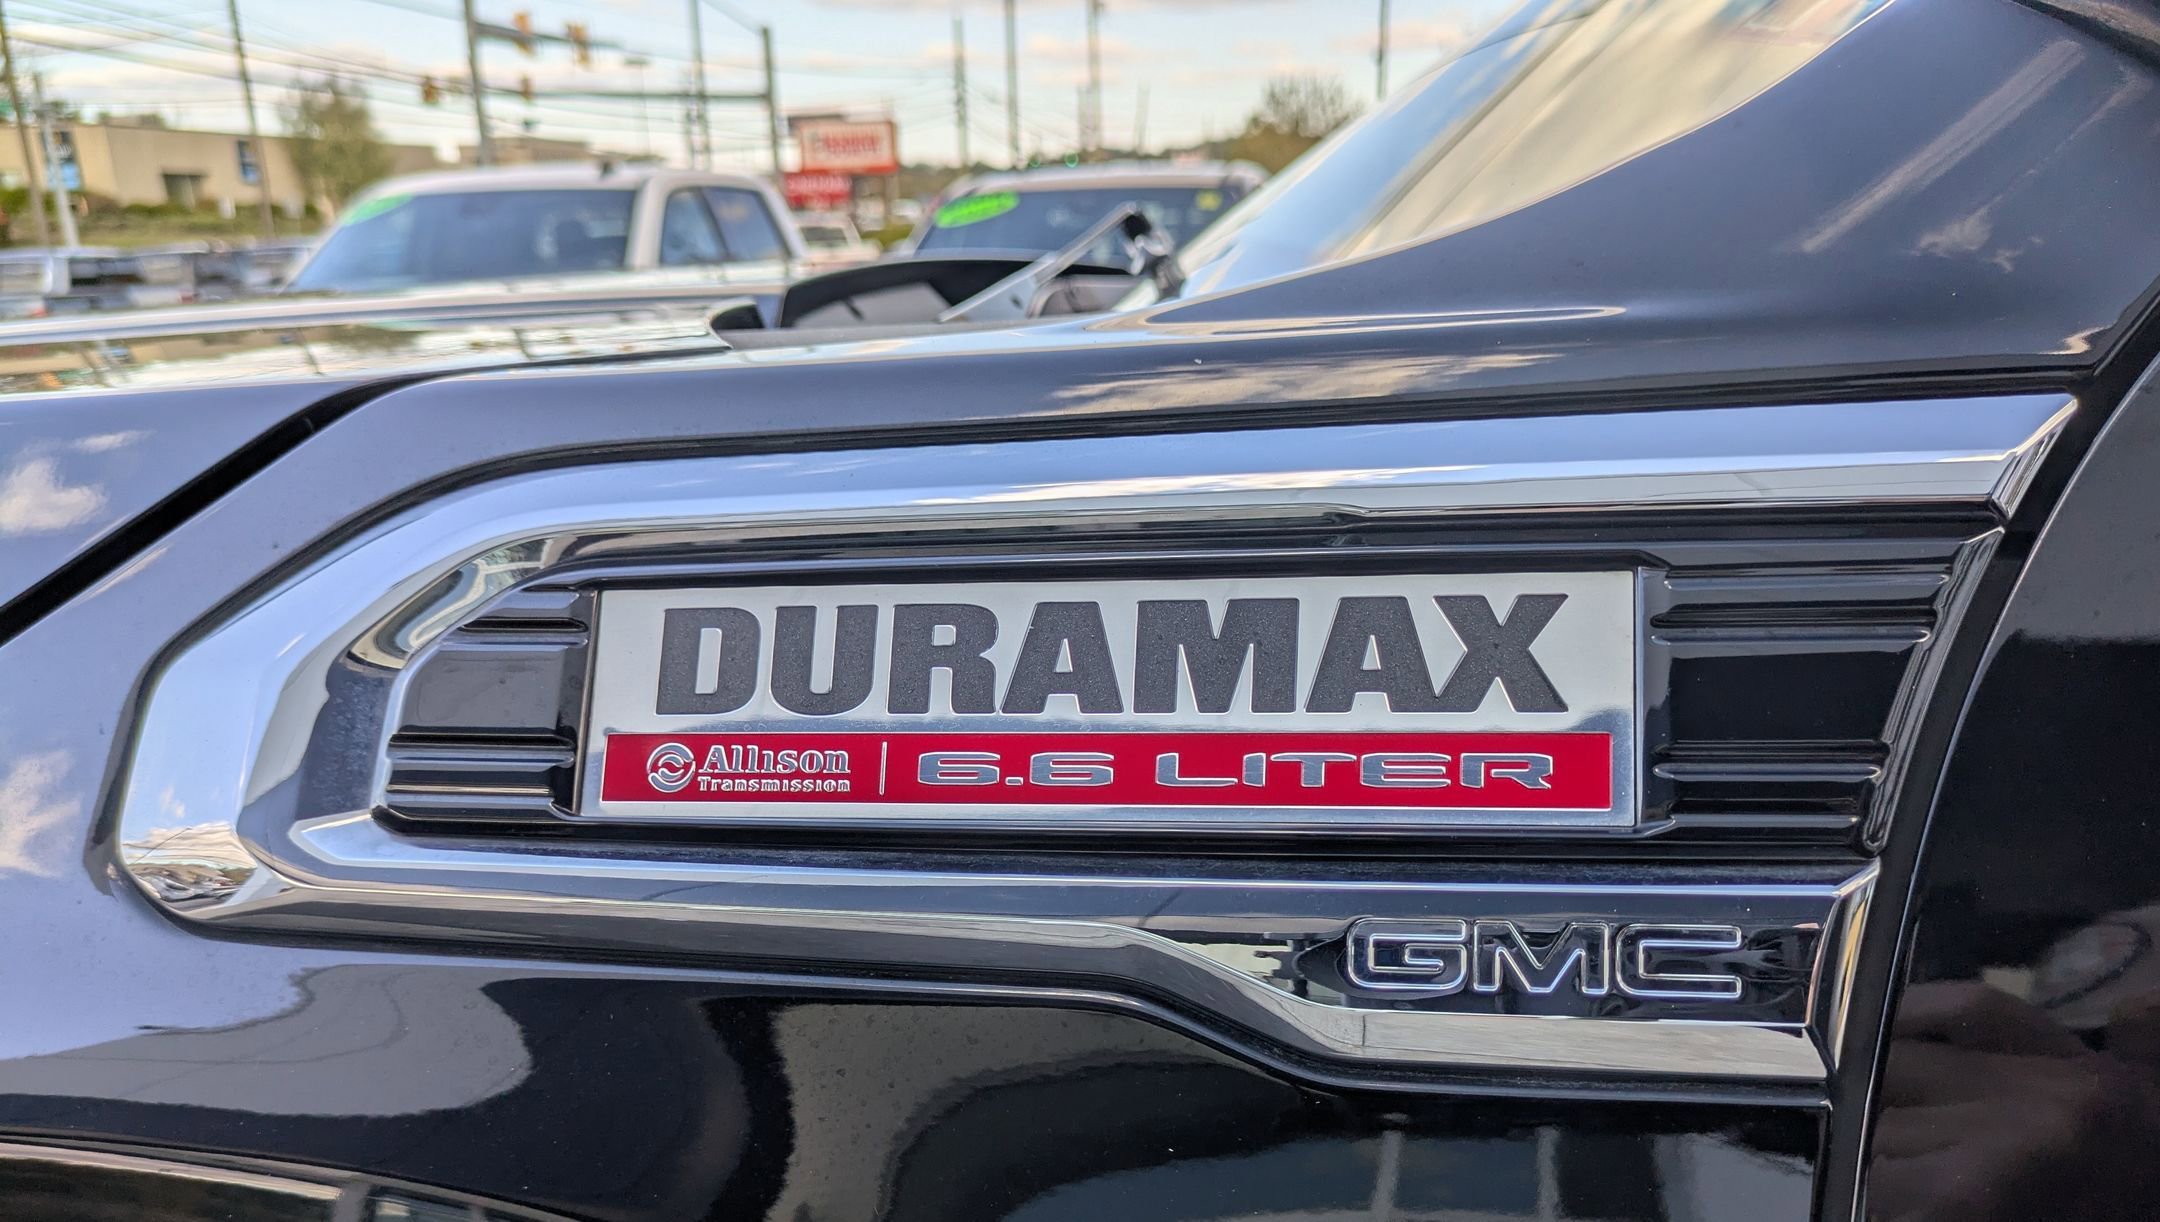 DURAMAX
Allison
Transmission
6.6 LITER
GMC